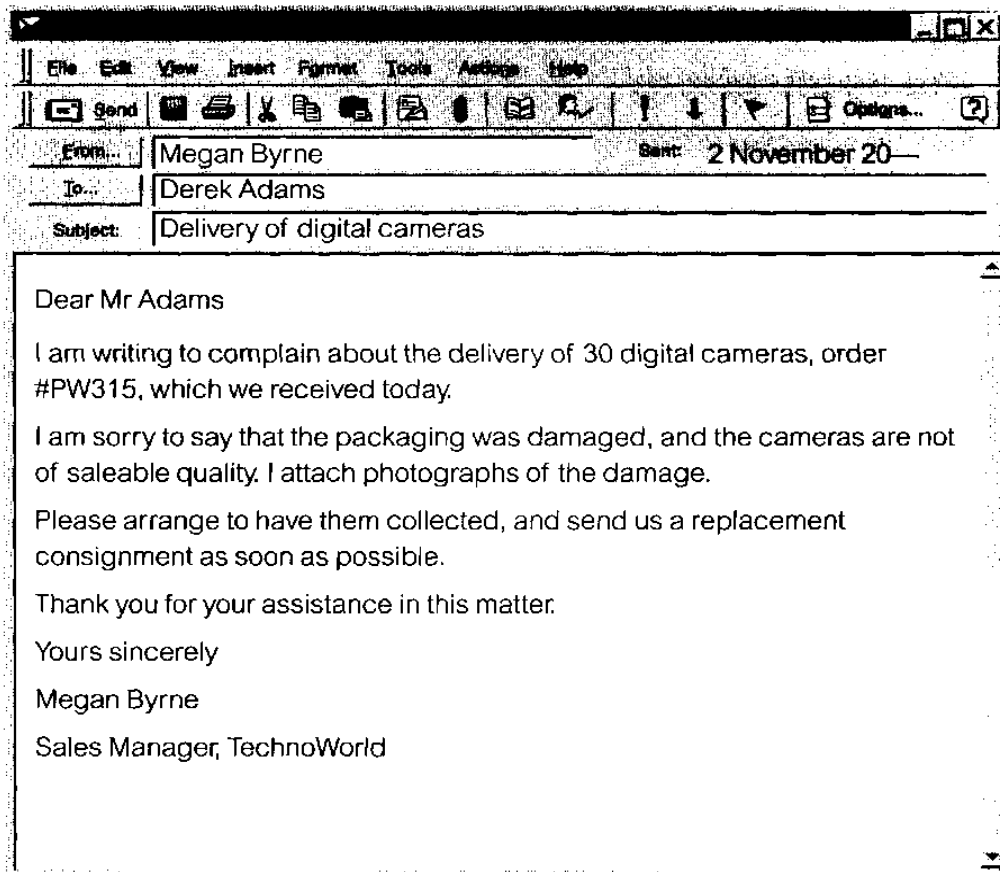 File Edit View Insert Format Tools Actions Help
Send Options...
From... Megan Byrne Sent: 2 November 20—
To... Derek Adams
Subject: Delivery of digital cameras
Dear Mr Adams
I am writing to complain about the delivery of 30 digital cameras, order
#PW315, which we received today.
I am sorry to say that the packaging was damaged, and the cameras are not
of saleable quality. I attach photographs of the damage.
Please arrange to have them collected, and send us a replacement
consignment as soon as possible.
Thank you for your assistance in this matter.
Yours sincerely
Megan Byrne
Sales Manager, TechnoWorld